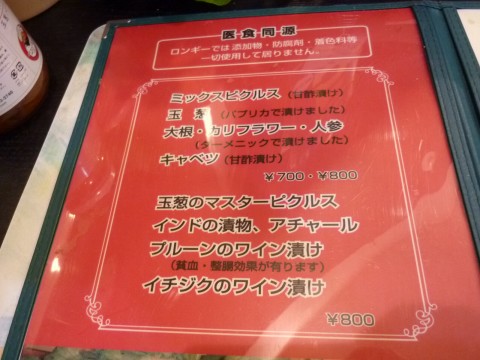 医食同源
ロンギーでは添加物・防腐剤・着色料等
一切使用して居りません。
ミックスピクルス（甘酢漬け）
玉葱（パプリカで漬けました）
大根・カリフラワー・人参
（ターメニックで漬けました）
キャベツ（甘酢漬け）
￥700・￥800
玉葱のマスターピクルス
インドの漬物、アチャール
プルーンのワイン漬け
（貧血・整腸効果が有ります）
イチジクのワイン漬け
￥800